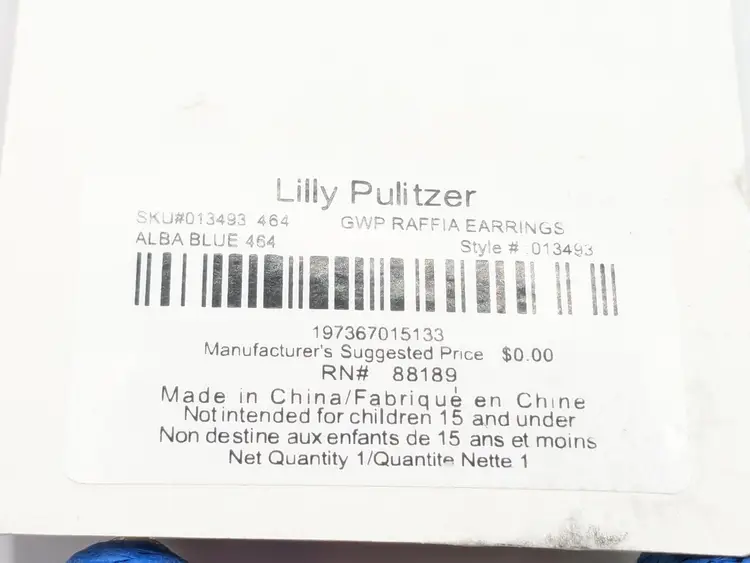 Lilly Pulitzer
SKU#013493 464 GWP RAFFIA EARRINGS
ALBA BLUE 464 Style # 013493
197367015133
Manufacturer's Suggested Price $0.00
RN# 88189
Made in China/Fabriqué en Chine
Not intended for children 15 and under
Non destine aux enfants de 15 ans et moins
Net Quantity 1/Quantite Nette 1